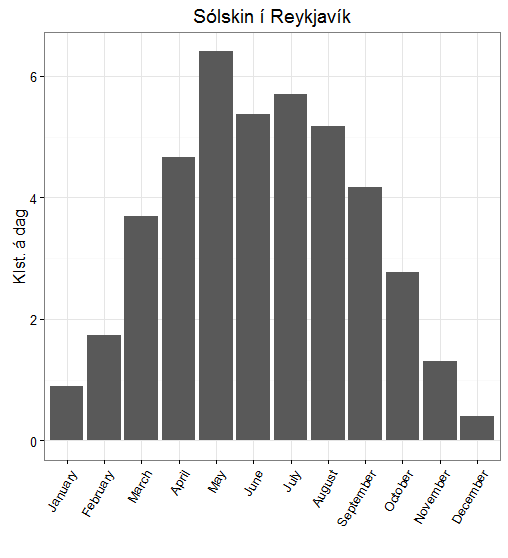 Sólskin í Reykjavík
Klst. á dag
6
4
2
0
January
February
March
April
May
June
July
August
September
October
November
December